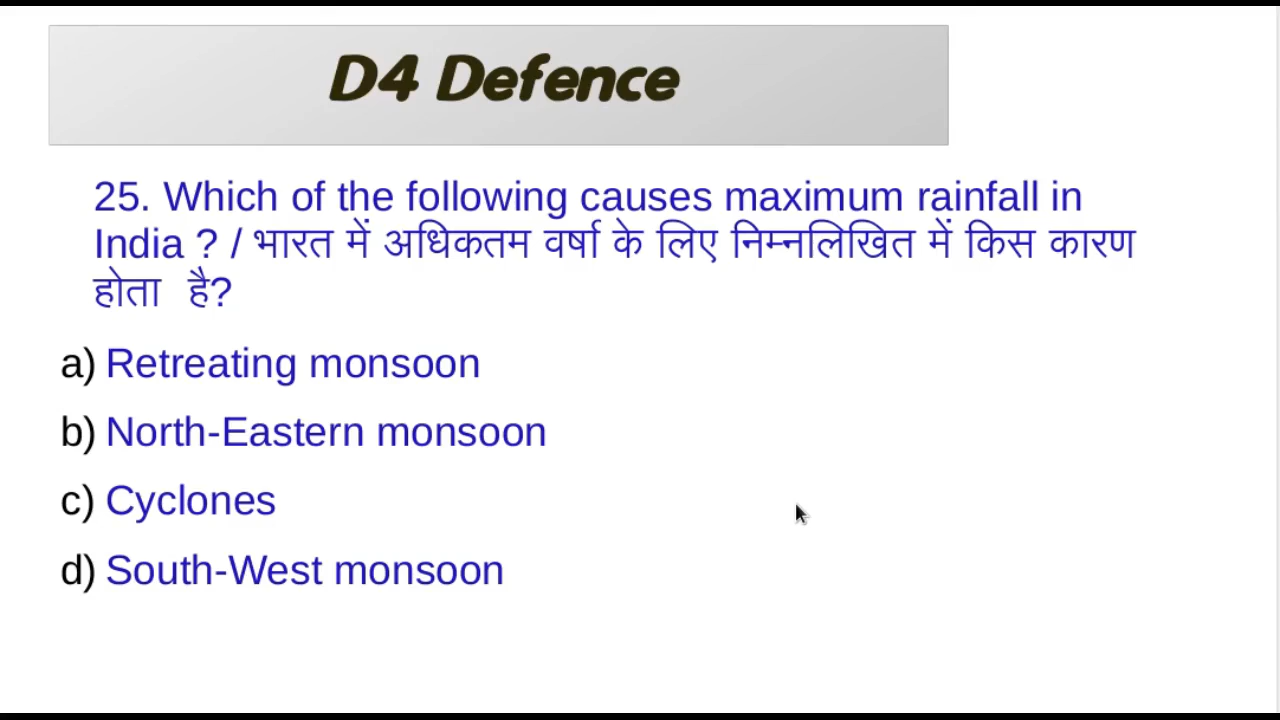 D4 Defence
25. Which of the following causes maximum rainfall in
India ? / भारत में अधिकतम वर्षा के लिए निम्नलिखित में किस कारण
होता  है?
a) Retreating monsoon
b) North-Eastern monsoon
c) Cyclones
d) South-West monsoon